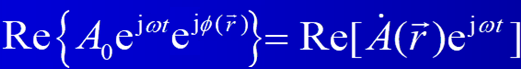 Re{A₀e^{jωt}e^{jϕ(r⃗)}} = Re[Ȧ(r⃗)e^{jωt}]